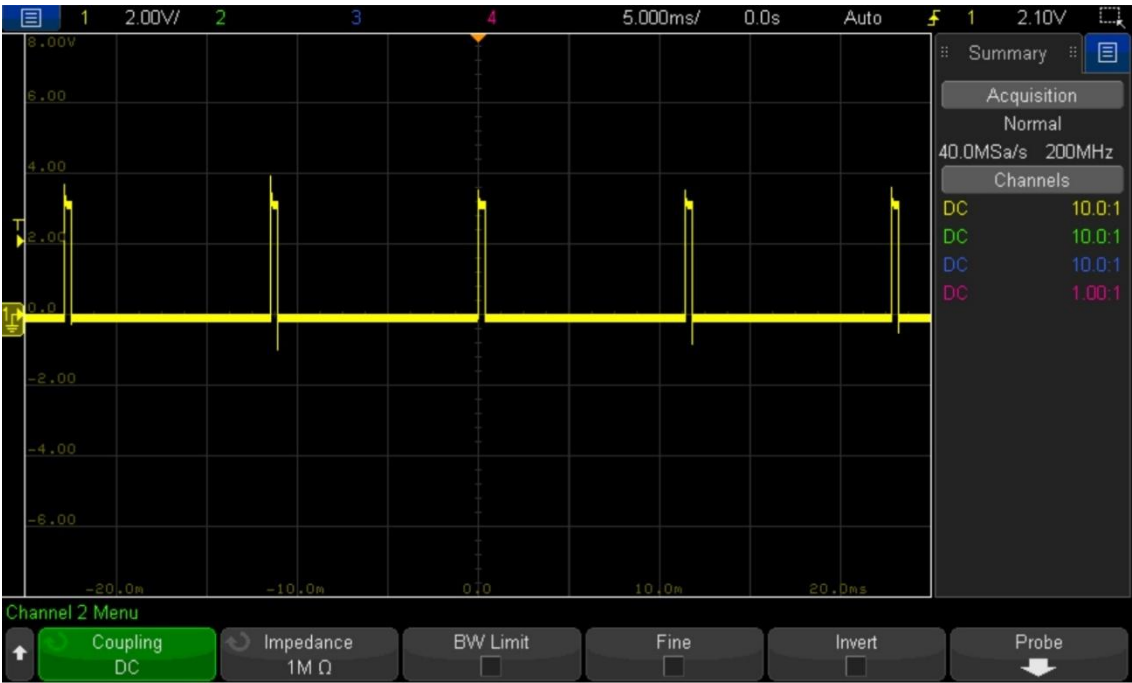 1 2.00V/ 2 3 4 5.000ms/ 0.0s Auto 1 2.10V
8.00V
6.00
4.00
T
2.00
1 0.0
-2.00
-4.00
-6.00
-20.0m -10.0m 0.0 10.0m 20.0ms
Summary
Acquisition
Normal
40.0MSa/s 200MHz
Channels
DC 10.0:1
DC 10.0:1
DC 10.0:1
DC 1.00:1
Channel 2 Menu
Coupling
DC
Impedance
1M Ω
BW Limit
Fine
Invert
Probe